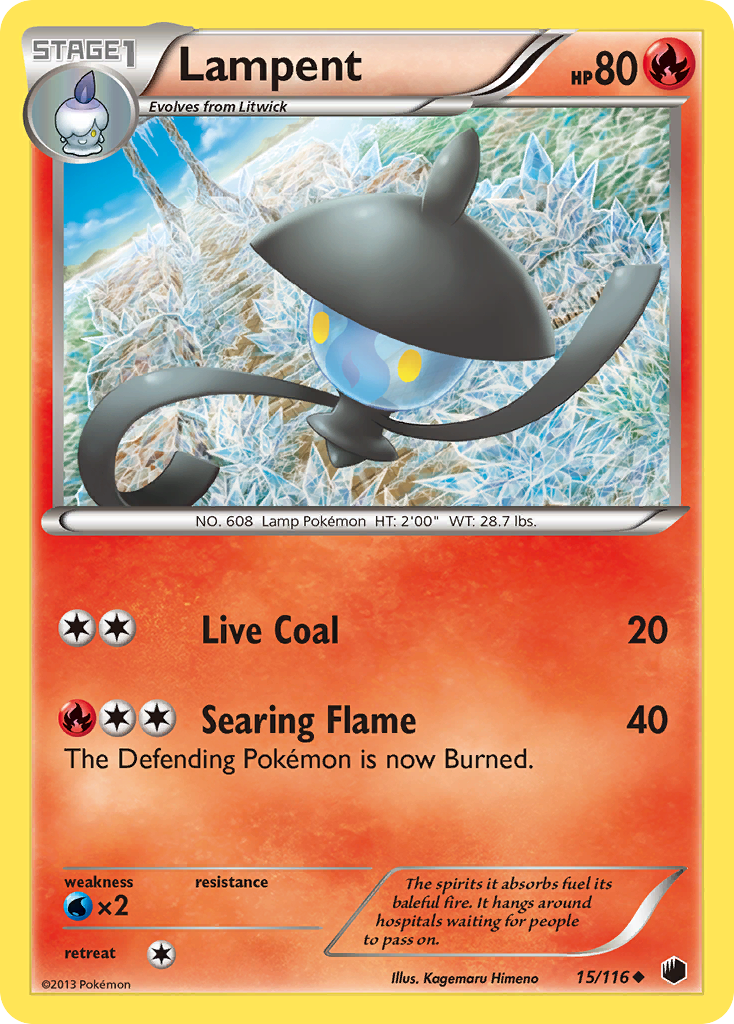 STAGE1
Lampent
HP80
Evolves from Litwick
NO. 608 Lamp Pokémon HT: 2'00" WT: 28.7 lbs.
Live Coal 20
Searing Flame 40
The Defending Pokémon is now Burned.
weakness resistance
×2
retreat
The spirits it absorbs fuel its
baleful fire. It hangs around
hospitals waiting for people
to pass on.
©2013 Pokémon
Illus. Kagemaru Himeno
15/116